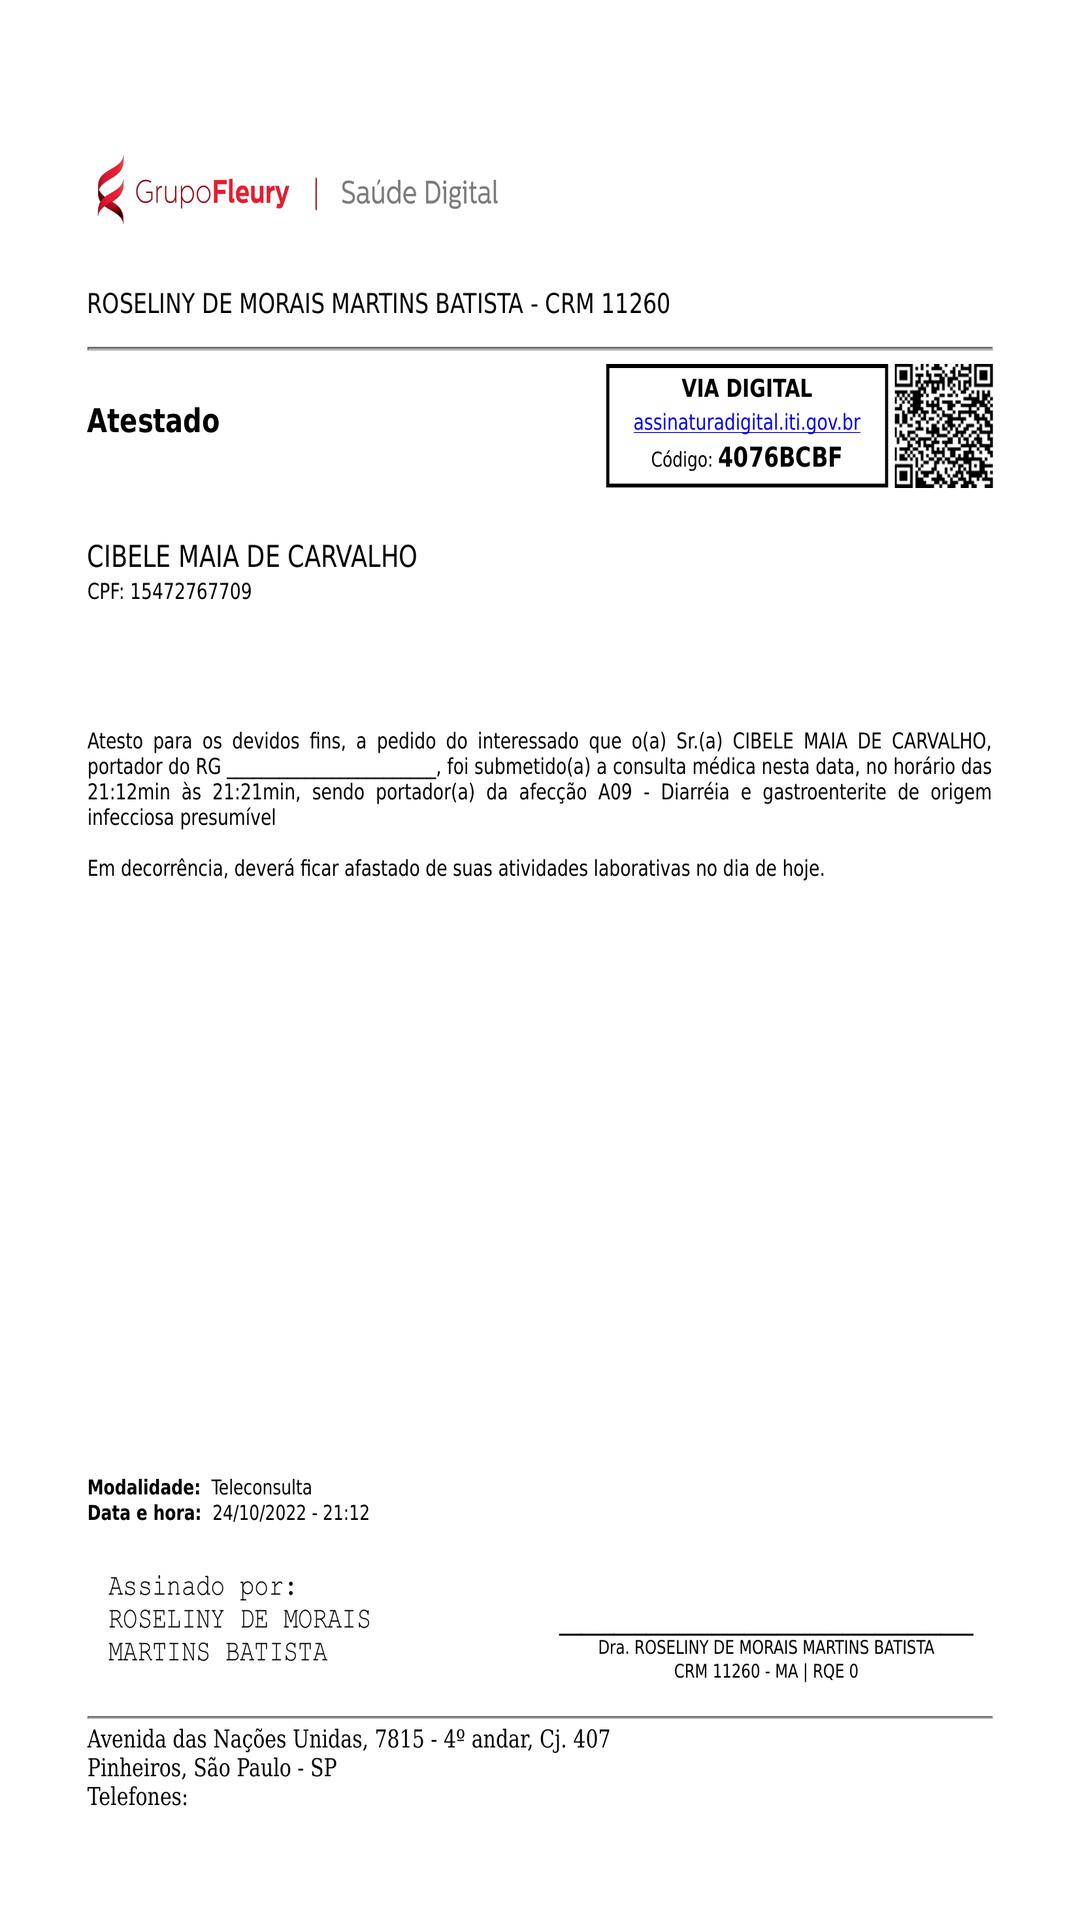 GrupoFleury | Saúde Digital
ROSELINY DE MORAIS MARTINS BATISTA - CRM 11260
Atestado
VIA DIGITAL
assinaturadigital.iti.gov.br
Código: 4076BCBF
CIBELE MAIA DE CARVALHO
CPF: 15472767709
Atesto para os devidos fins, a pedido do interessado que o(a) Sr.(a) CIBELE MAIA DE CARVALHO,
portador do RG ____________________, foi submetido(a) a consulta médica nesta data, no horário das
21:12min às 21:21min, sendo portador(a) da afecção A09 - Diarréia e gastroenterite de origem
infecciosa presumível
Em decorrência, deverá ficar afastado de suas atividades laborativas no dia de hoje.
Modalidade: Teleconsulta
Data e hora: 24/10/2022 - 21:12
Assinado por:
ROSELINY DE MORAIS
MARTINS BATISTA
Dra. ROSELINY DE MORAIS MARTINS BATISTA
CRM 11260 - MA | RQE 0
Avenida das Nações Unidas, 7815 - 4º andar, Cj. 407
Pinheiros, São Paulo - SP
Telefones: